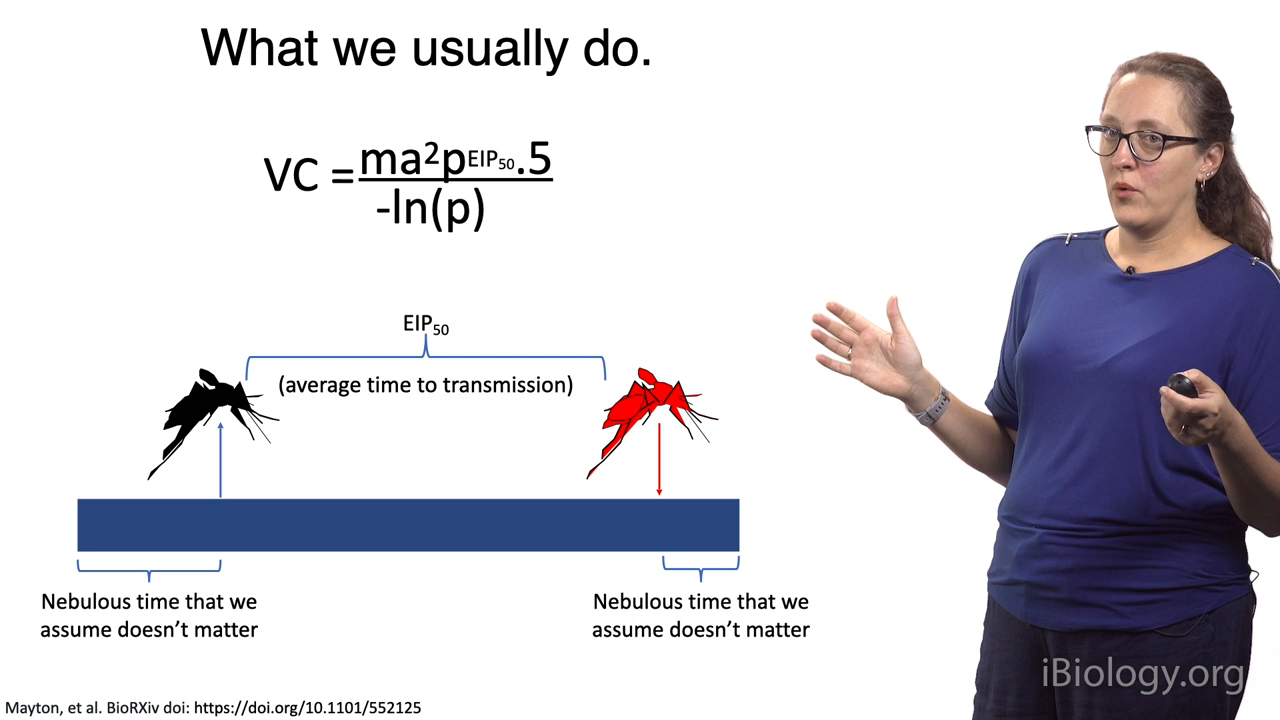 What we usually do.
VC = ma²p^EIP₅₀.5
-ln(p)
EIP₅₀
(average time to transmission)
Nebulous time that we
assume doesn’t matter
Nebulous time that we
assume doesn’t matter
iBiology.org
Mayton, et al. BioRXiv doi: https://doi.org/10.1101/552125